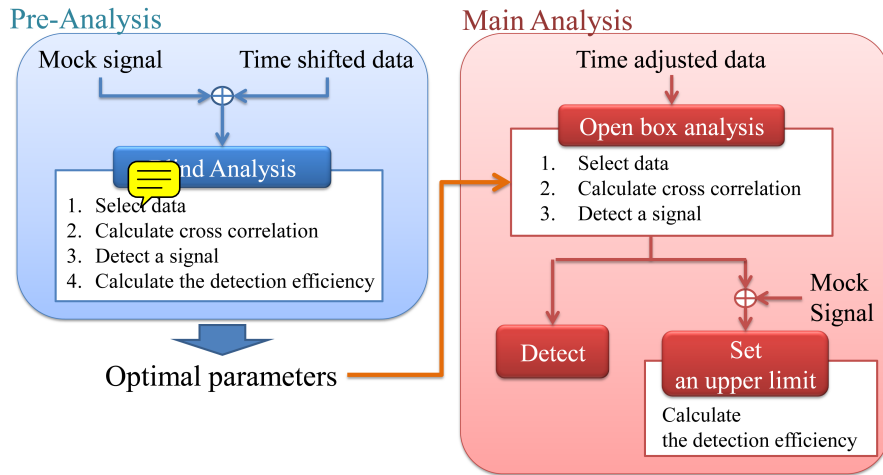 Pre-Analysis
Mock signal
Time shifted data
Analysis
1. Select data
2. Calculate cross correlation
3. Detect a signal
4. Calculate the detection efficiency
Optimal parameters
Main Analysis
Time adjusted data
Open box analysis
1. Select data
2. Calculate cross correlation
3. Detect a signal
Mock
Signal
Detect
Set
an upper limit
Calculate
the detection efficiency